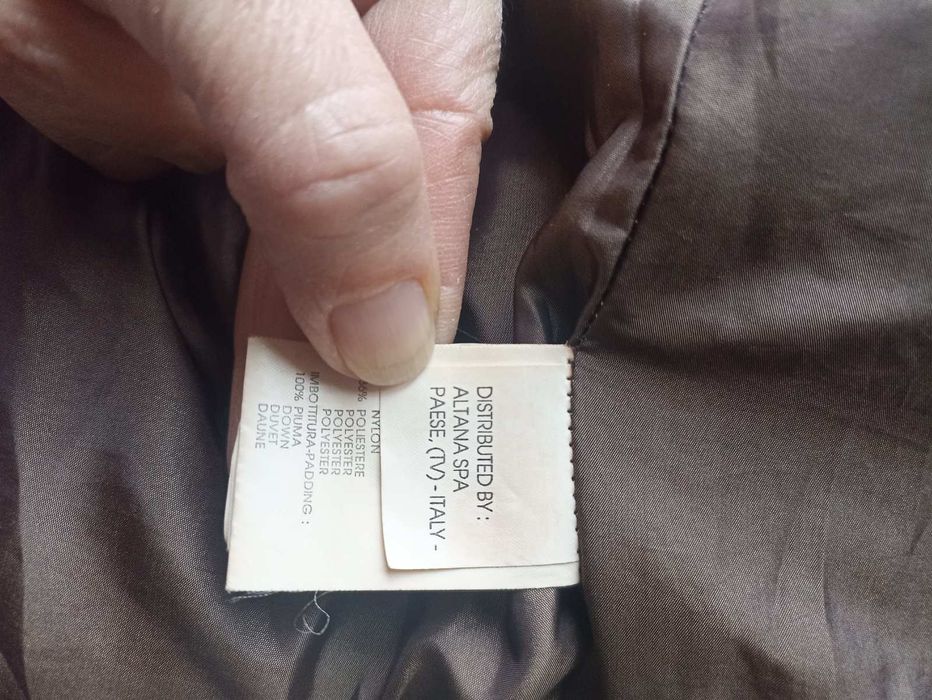 DISTRIBUTED BY :
ALTANA SPA
PAESE, (TV) - ITALY -
NYLON
66% POLIESTERE
POLYESTER
POLYESTER
POLYESTER
IMBOTTITURA-PADDING :
100% PIUMA
DOWN
DUVET
DAUNE